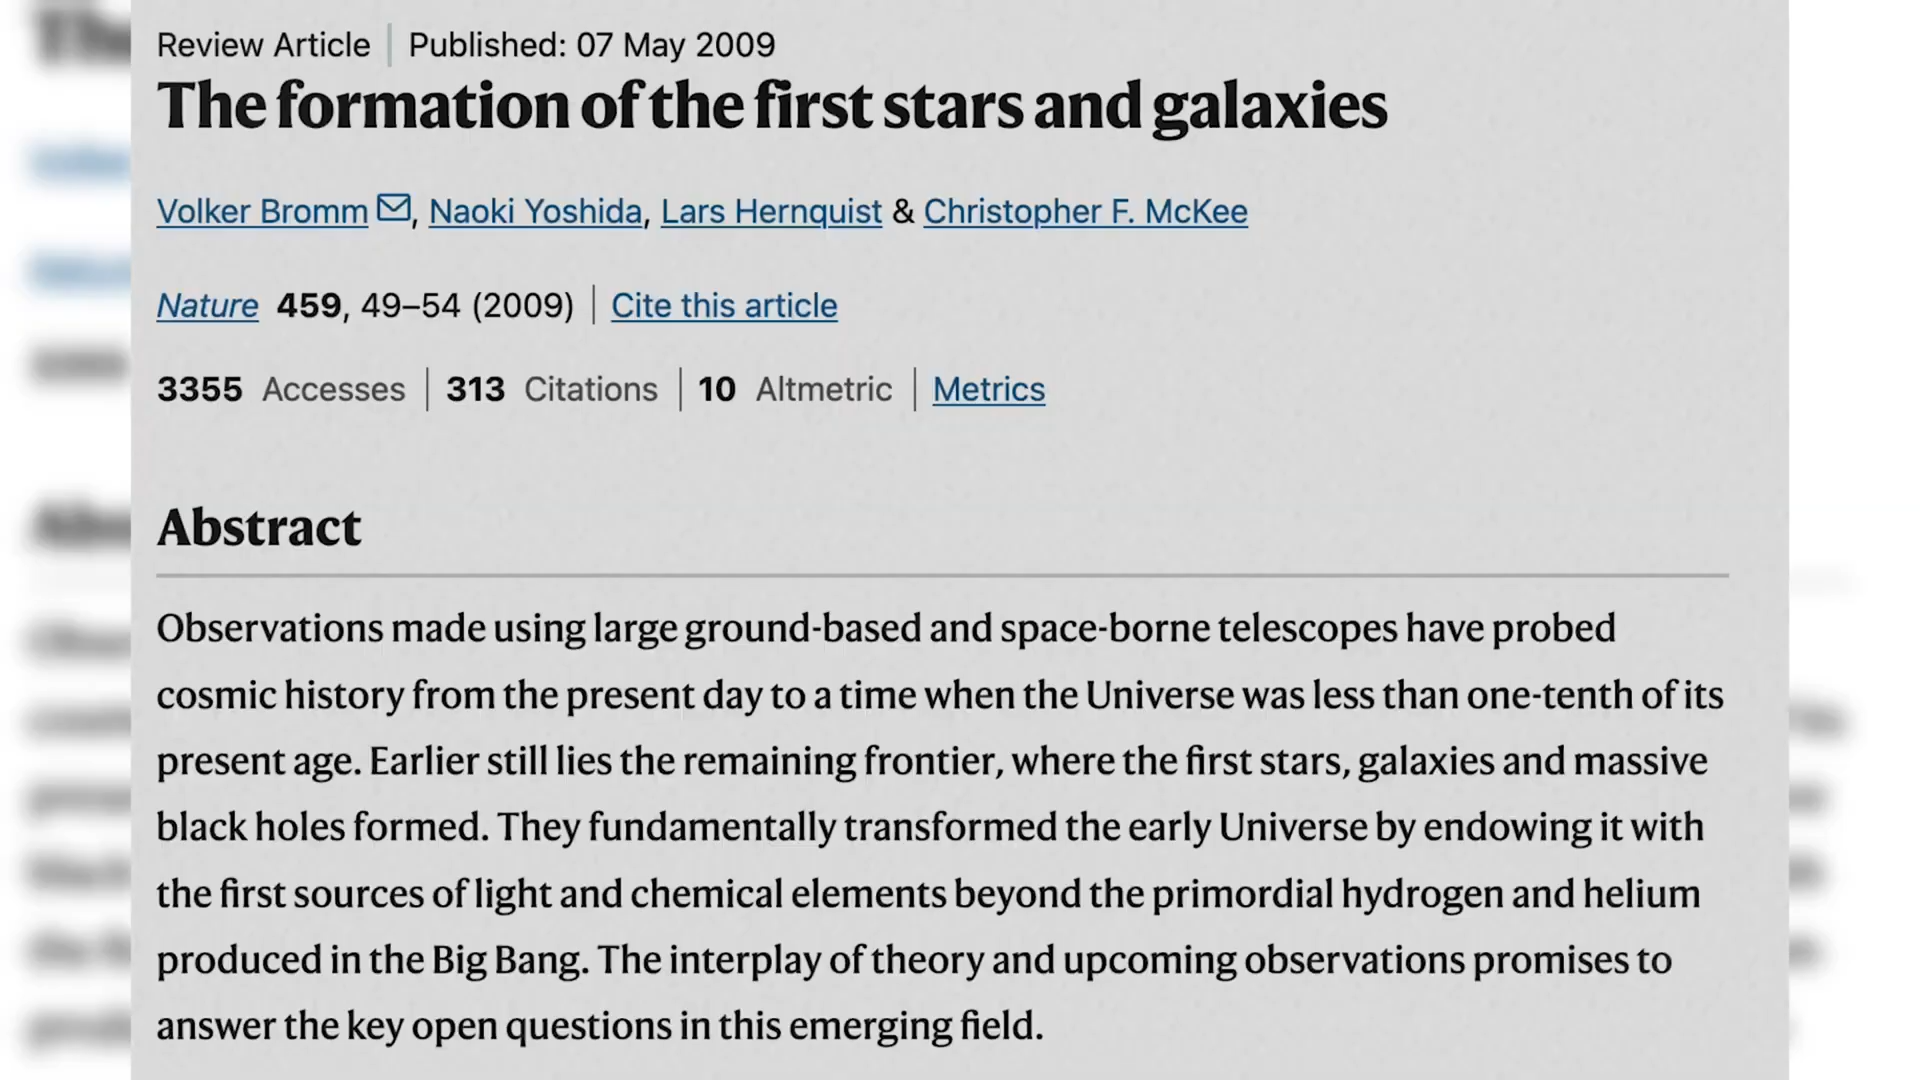 Review Article | Published: 07 May 2009
The formation of the first stars and galaxies
Volker Bromm, Naoki Yoshida, Lars Hernquist & Christopher F. McKee
Nature 459, 49–54 (2009) | Cite this article
3355 Accesses | 313 Citations | 10 Altmetric | Metrics
Abstract
Observations made using large ground-based and space-borne telescopes have probed
cosmic history from the present day to a time when the Universe was less than one-tenth of its
present age. Earlier still lies the remaining frontier, where the first stars, galaxies and massive
black holes formed. They fundamentally transformed the early Universe by endowing it with
the first sources of light and chemical elements beyond the primordial hydrogen and helium
produced in the Big Bang. The interplay of theory and upcoming observations promises to
answer the key open questions in this emerging field.